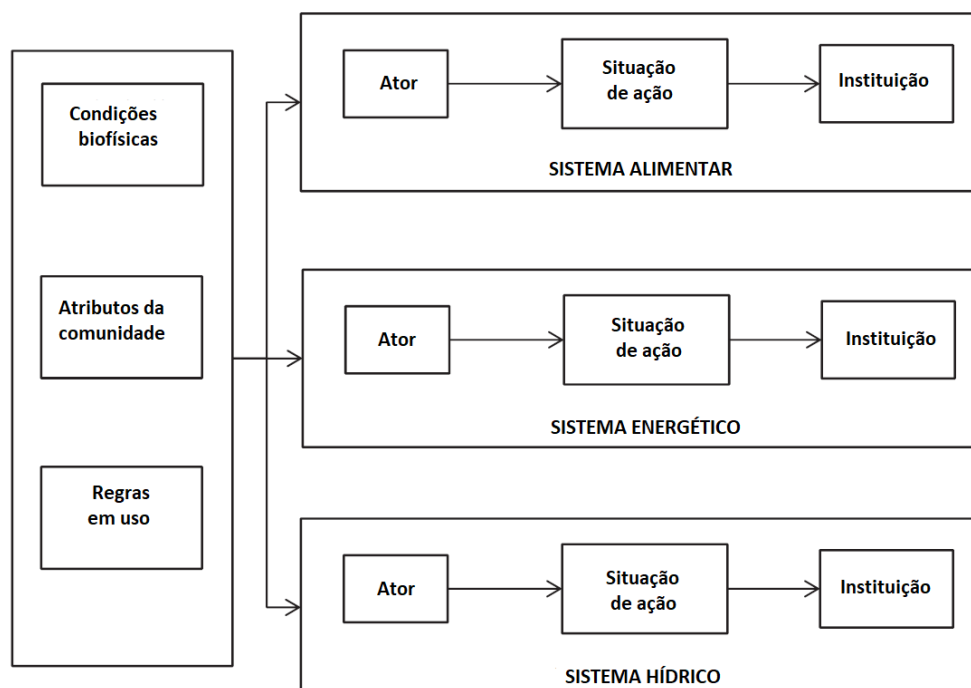 Condições
biofísicas
Atributos da
comunidade
Regras
em uso
Ator
Situação
de ação
Instituição
SISTEMA ALIMENTAR
Ator
Situação
de ação
Instituição
SISTEMA ENERGÉTICO
Ator
Situação
de ação
Instituição
SISTEMA HÍDRICO